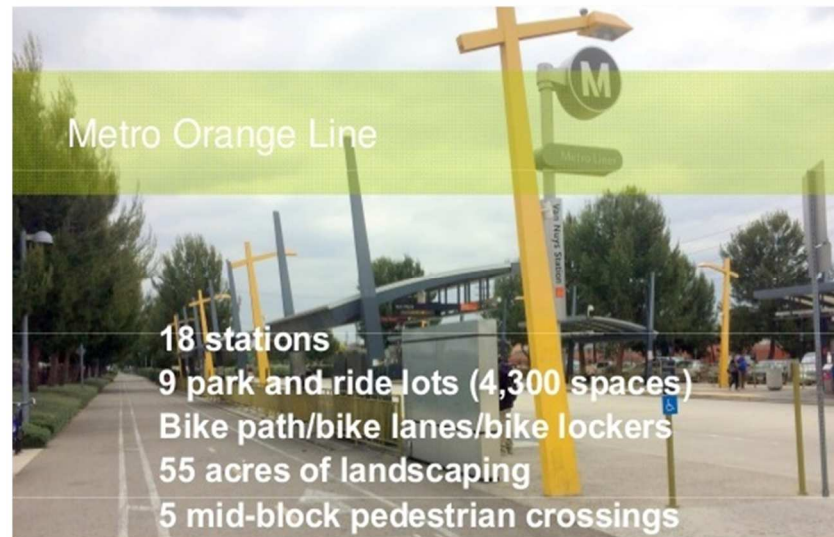 M
Metro Orange Line
Metro Liner
Van Nuys Station
18 stations
9 park and ride lots (4,300 spaces)
Bike path/bike lanes/bike lockers
55 acres of landscaping
5 mid-block pedestrian crossings